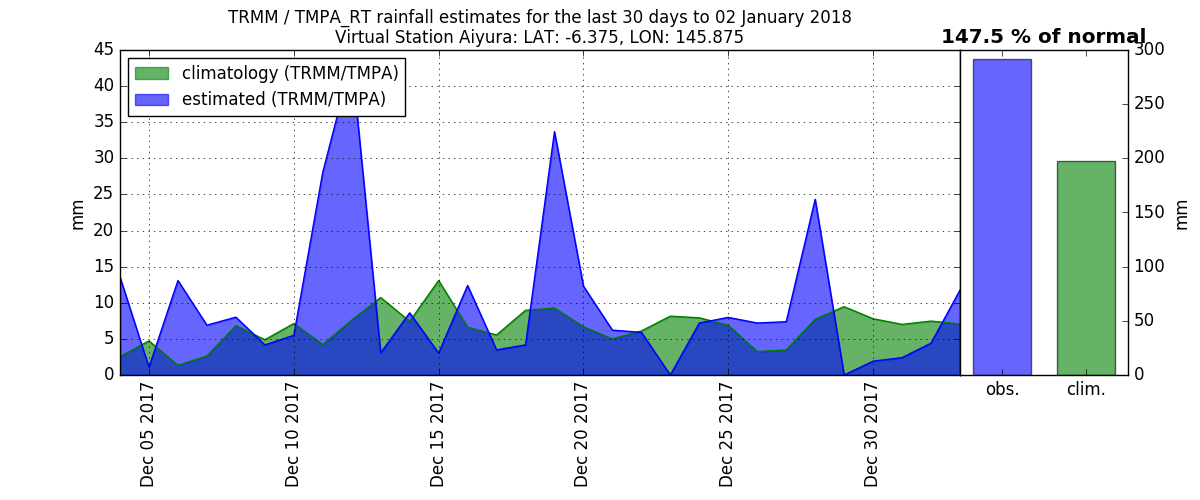 TRMM / TMPA_RT rainfall estimates for the last 30 days to 02 January 2018
Virtual Station Aiyura: LAT: -6.375, LON: 145.875
147.5 % of normal
climatology (TRMM/TMPA)
estimated (TRMM/TMPA)
45
40
35
30
25
20
15
10
5
0
mm
Dec 05 2017
Dec 10 2017
Dec 15 2017
Dec 20 2017
Dec 25 2017
Dec 30 2017
300
250
200
150
100
50
0
mm
obs.
clim.